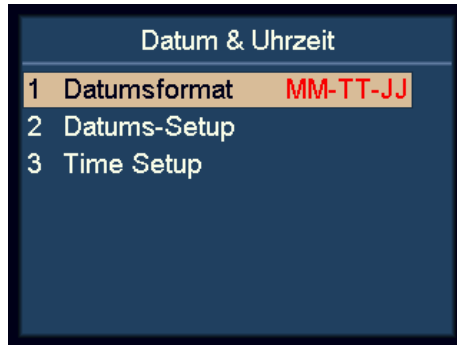 Datum & Uhrzeit
1 Datumsformat MM-TT-JJ
2 Datums-Setup
3 Time Setup